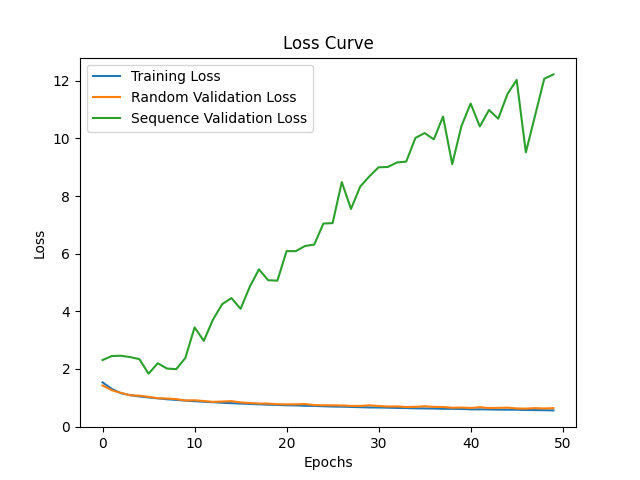 Loss Curve
Training Loss
Random Validation Loss
Sequence Validation Loss
12
10
8
6
4
2
0
Loss
0 10 20 30 40 50
Epochs